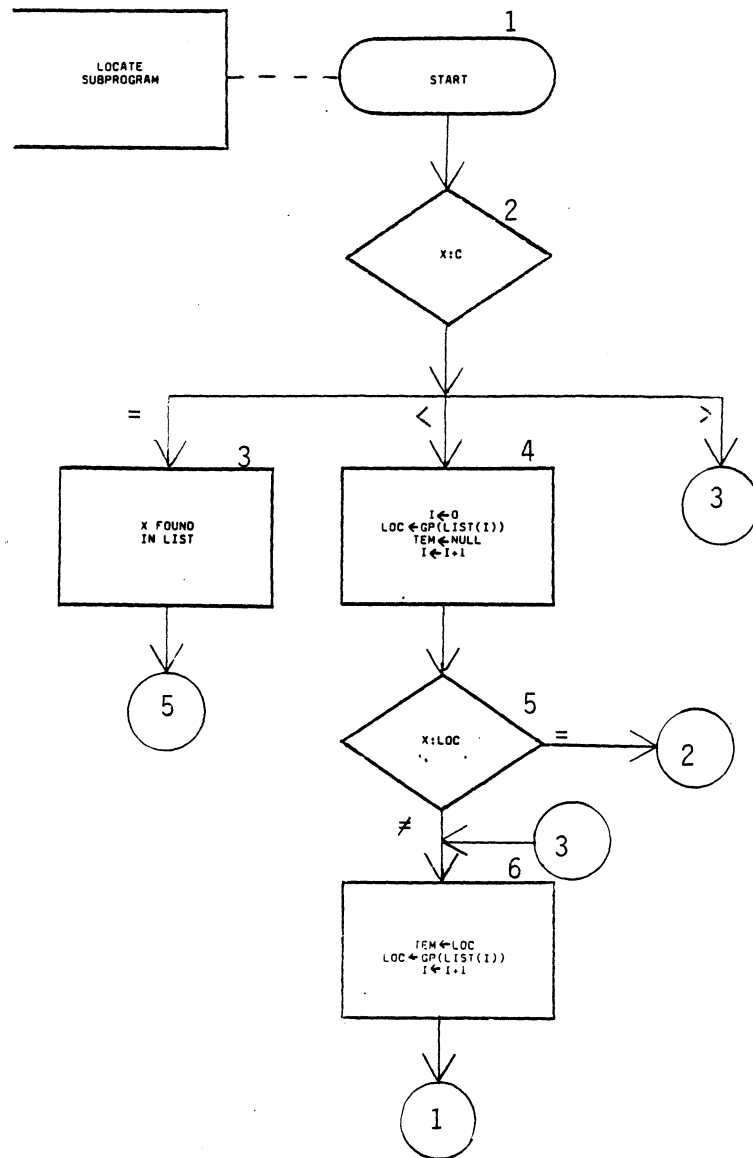 1
LOCATE
SUBPROGRAM
START
2
X:C
=
<
>
3
4
3
X FOUND
IN LIST
I←0
LOC←GP(LIST(I))
TEM←NULL
I←I+1
5
5
X:LOC
=
2
≠
3
6
TEM←LOC
LOC←GP(LIST(I))
I←I+1
1